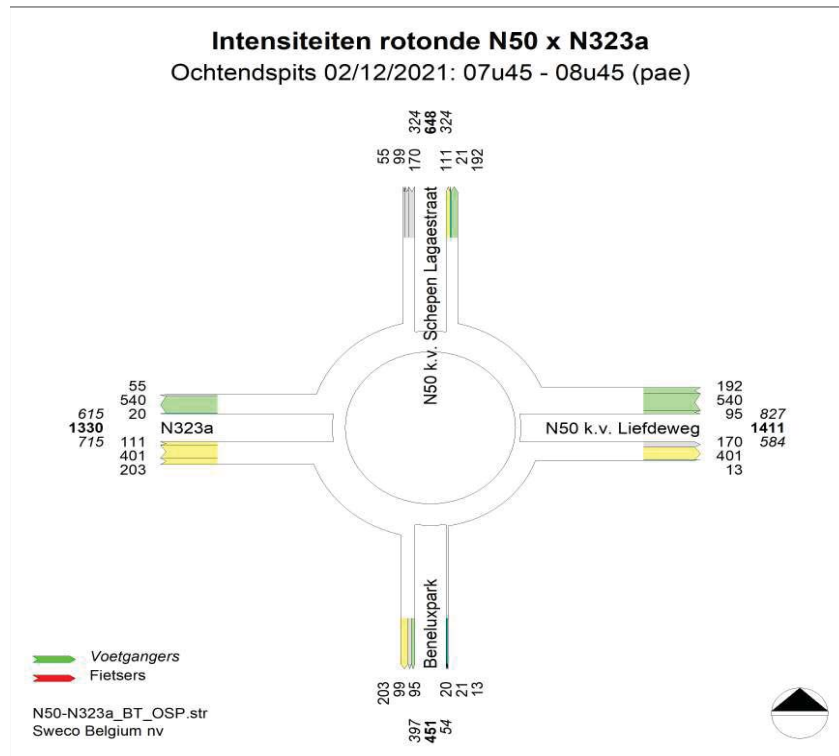 Intensiteiten rotonde N50 x N323a
Ochtendspits 02/12/2021: 07u45 - 08u45 (pae)
324 648 324
55 99 170 111 21 192
N50 k.v. Schepen Lagaestraat
55
540
20
615
1330
715
111
401
203
N323a
N50 k.v. Liefdeweg
192
540
95
827
1411
584
170
401
13
Beneluxpark
203 99 95 20 21 13
397 451 54
Voetgangers
Fietsers
N50-N323a_BT_OSP.str
Sweco Belgium nv